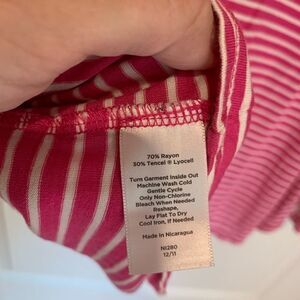 70% Rayon
30% Tencel ® Lyocell
Turn Garment Inside Out
Machine Wash Cold
Gentle Cycle
Only Non-Chlorine
Bleach When Needed
Reshape,
Lay Flat To Dry
Cool Iron, If Needed
Made in Nicaragua
NI280
12/11